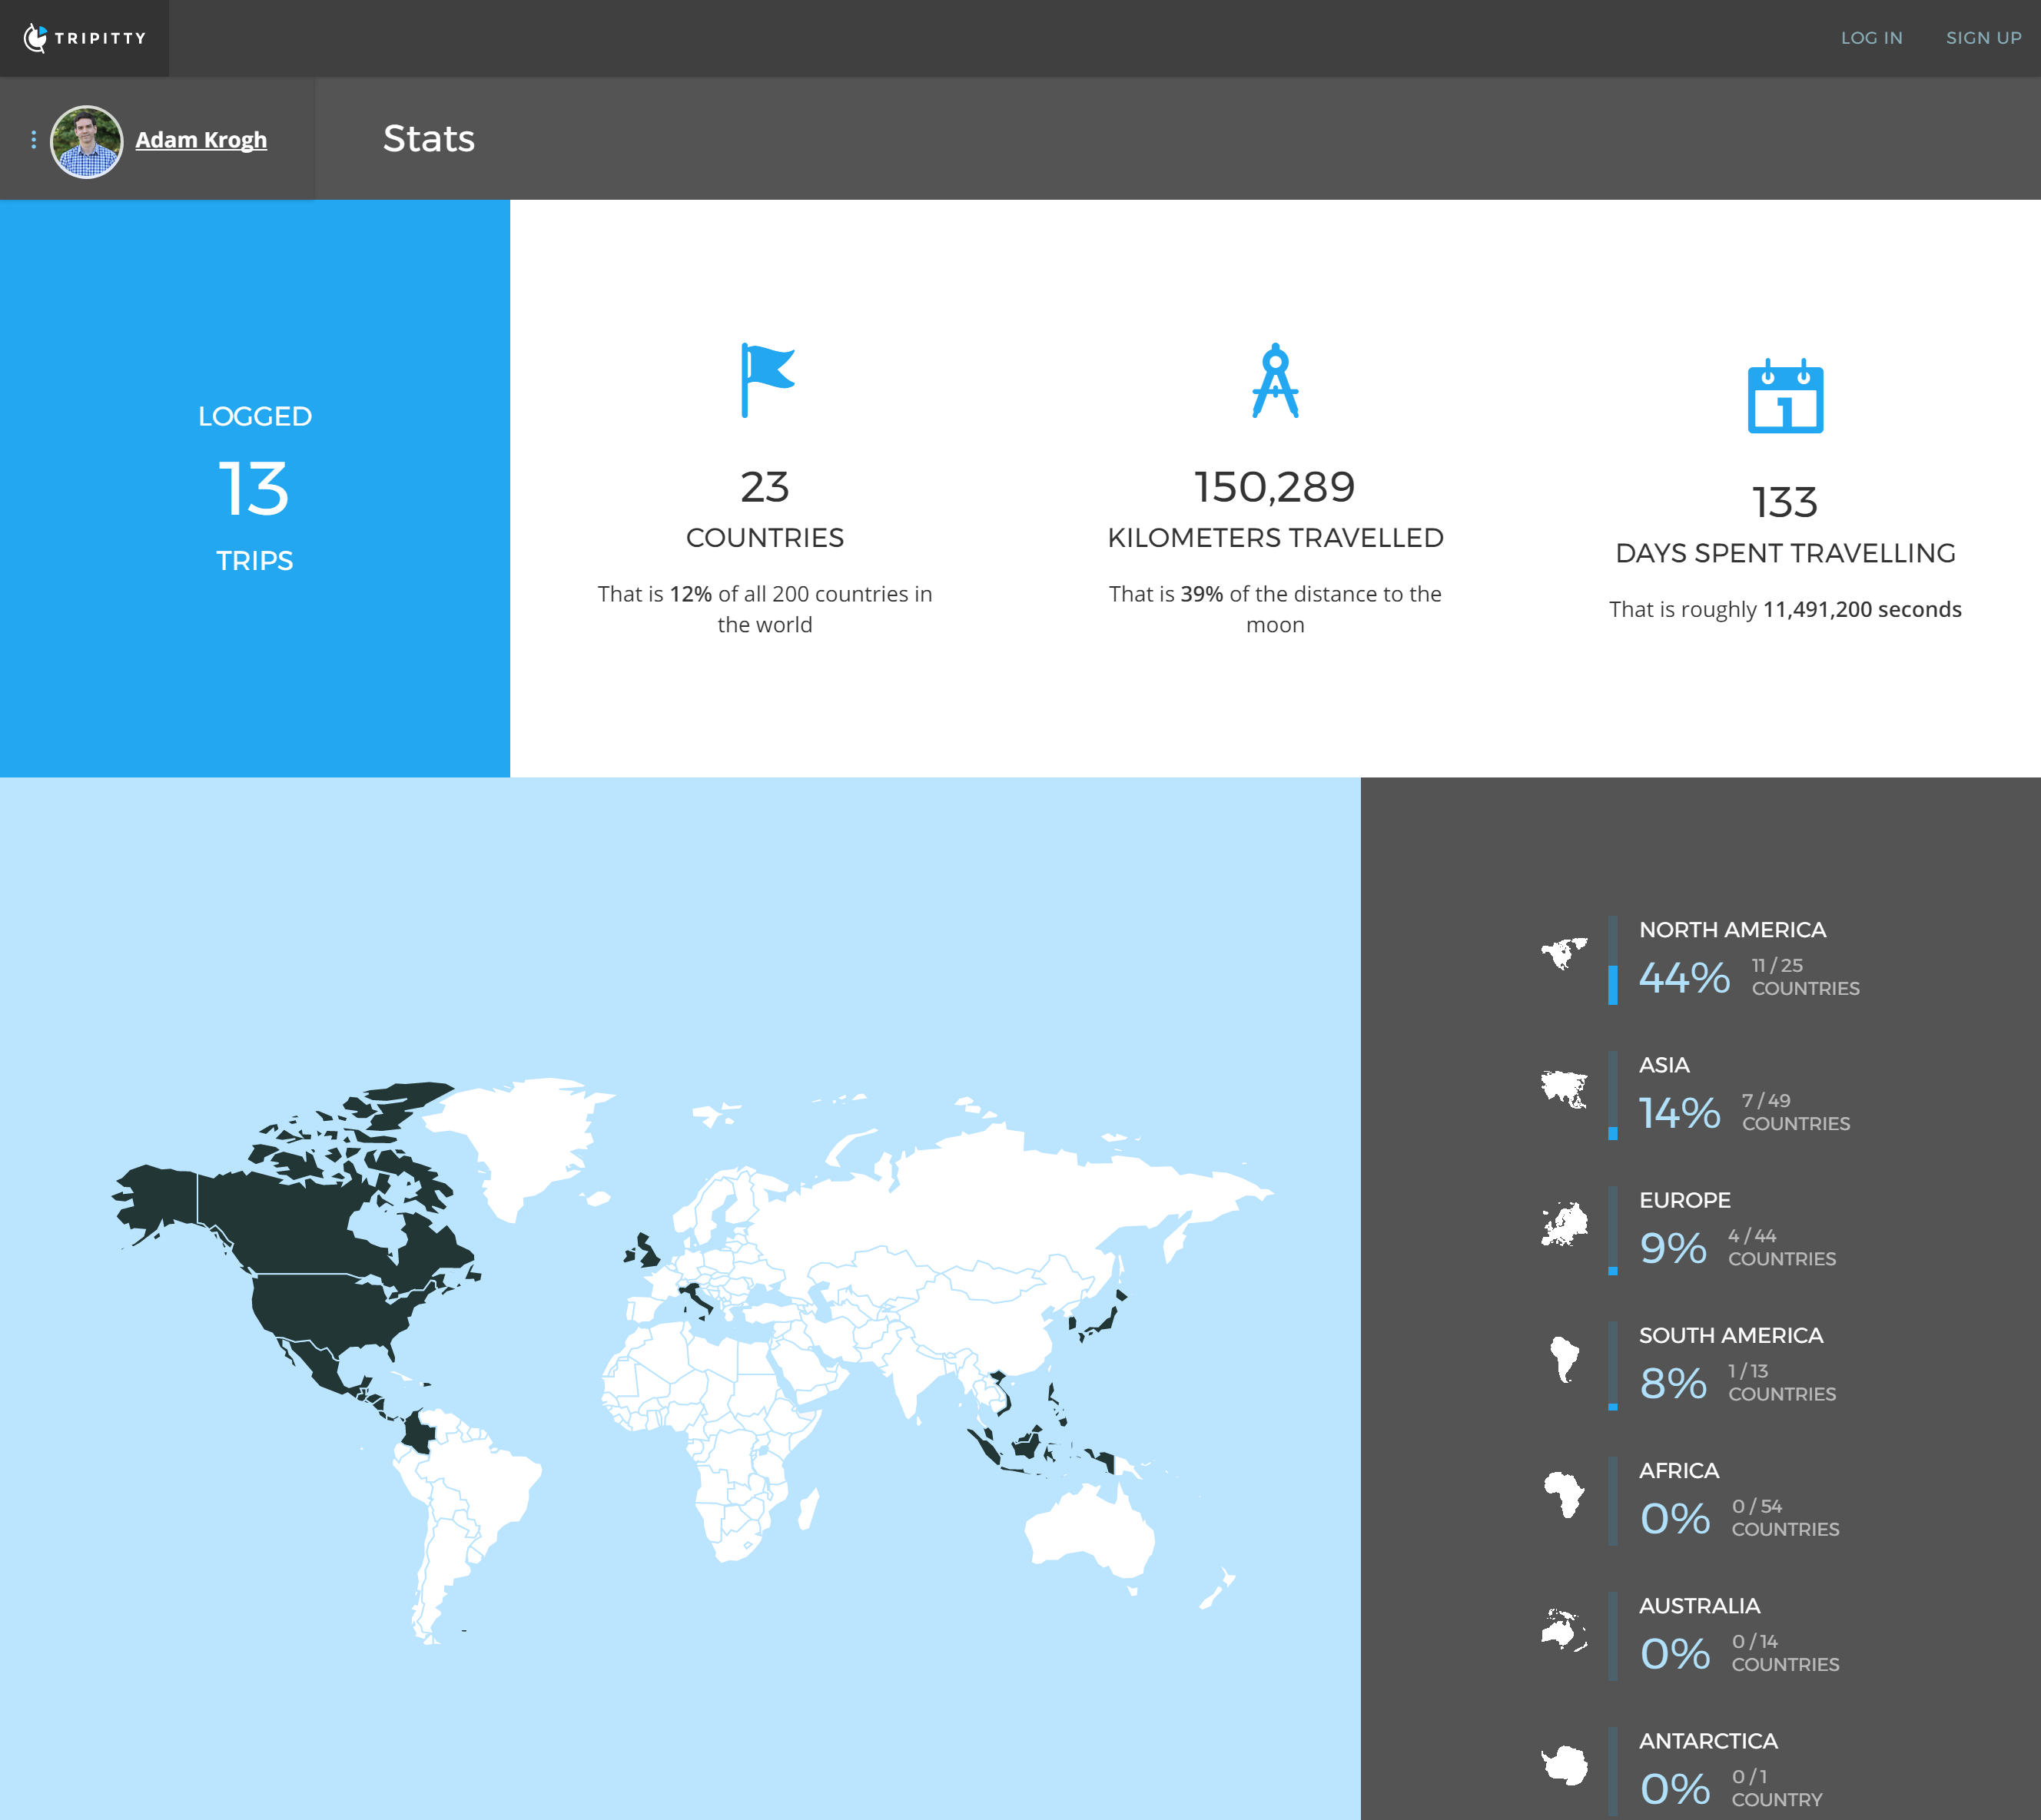 TRIPITTY
LOG IN
SIGN UP
Adam Krogh
Stats
LOGGED
13
TRIPS
23
COUNTRIES
That is 12% of all 200 countries in
the world
150,289
KILOMETERS TRAVELLED
That is 39% of the distance to the
moon
1
133
DAYS SPENT TRAVELLING
That is roughly 11,491,200 seconds
NORTH AMERICA
44%
11 / 25
COUNTRIES
ASIA
14%
7 / 49
COUNTRIES
EUROPE
9%
4 / 44
COUNTRIES
SOUTH AMERICA
8%
1 / 13
COUNTRIES
AFRICA
0%
0 / 54
COUNTRIES
AUSTRALIA
0%
0 / 14
COUNTRIES
ANTARCTICA
0%
0 / 1
COUNTRY